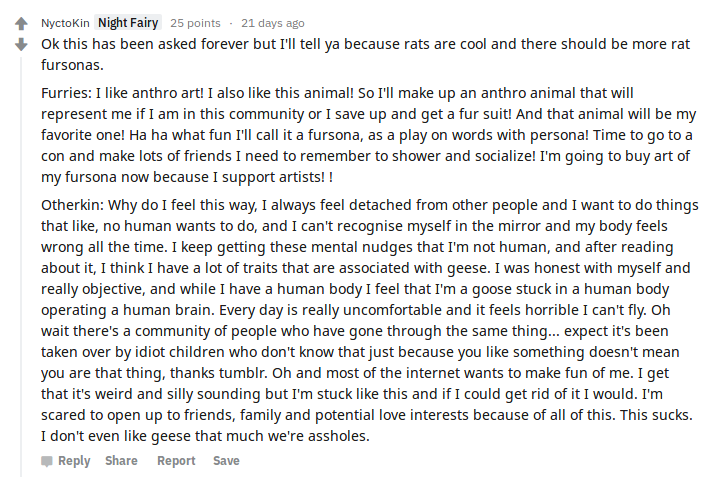 NyctoKin Night Fairy 25 points · 21 days ago
Ok this has been asked forever but I'll tell ya because rats are cool and there should be more rat
fursonas.
Furries: I like anthro art! I also like this animal! So I'll make up an anthro animal that will
represent me if I am in this community or I save up and get a fur suit! And that animal will be my
favorite one! Ha ha what fun I'll call it a fursona, as a play on words with persona! Time to go to a
con and make lots of friends I need to remember to shower and socialize! I'm going to buy art of
my fursona now because I support artists! !
Otherkin: Why do I feel this way, I always feel detached from other people and I want to do things
that like, no human wants to do, and I can't recognise myself in the mirror and my body feels
wrong all the time. I keep getting these mental nudges that I'm not human, and after reading
about it, I think I have a lot of traits that are associated with geese. I was honest with myself and
really objective, and while I have a human body I feel that I'm a goose stuck in a human body
operating a human brain. Every day is really uncomfortable and it feels horrible I can't fly. Oh
wait there's a community of people who have gone through the same thing... expect it's been
taken over by idiot children who don't know that just because you like something doesn't mean
you are that thing, thanks tumblr. Oh and most of the internet wants to make fun of me. I get
that it's weird and silly sounding but I'm stuck like this and if I could get rid of it I would. I'm
scared to open up to friends, family and potential love interests because of all of this. This sucks.
I don't even like geese that much we're assholes.
Reply Share Report Save